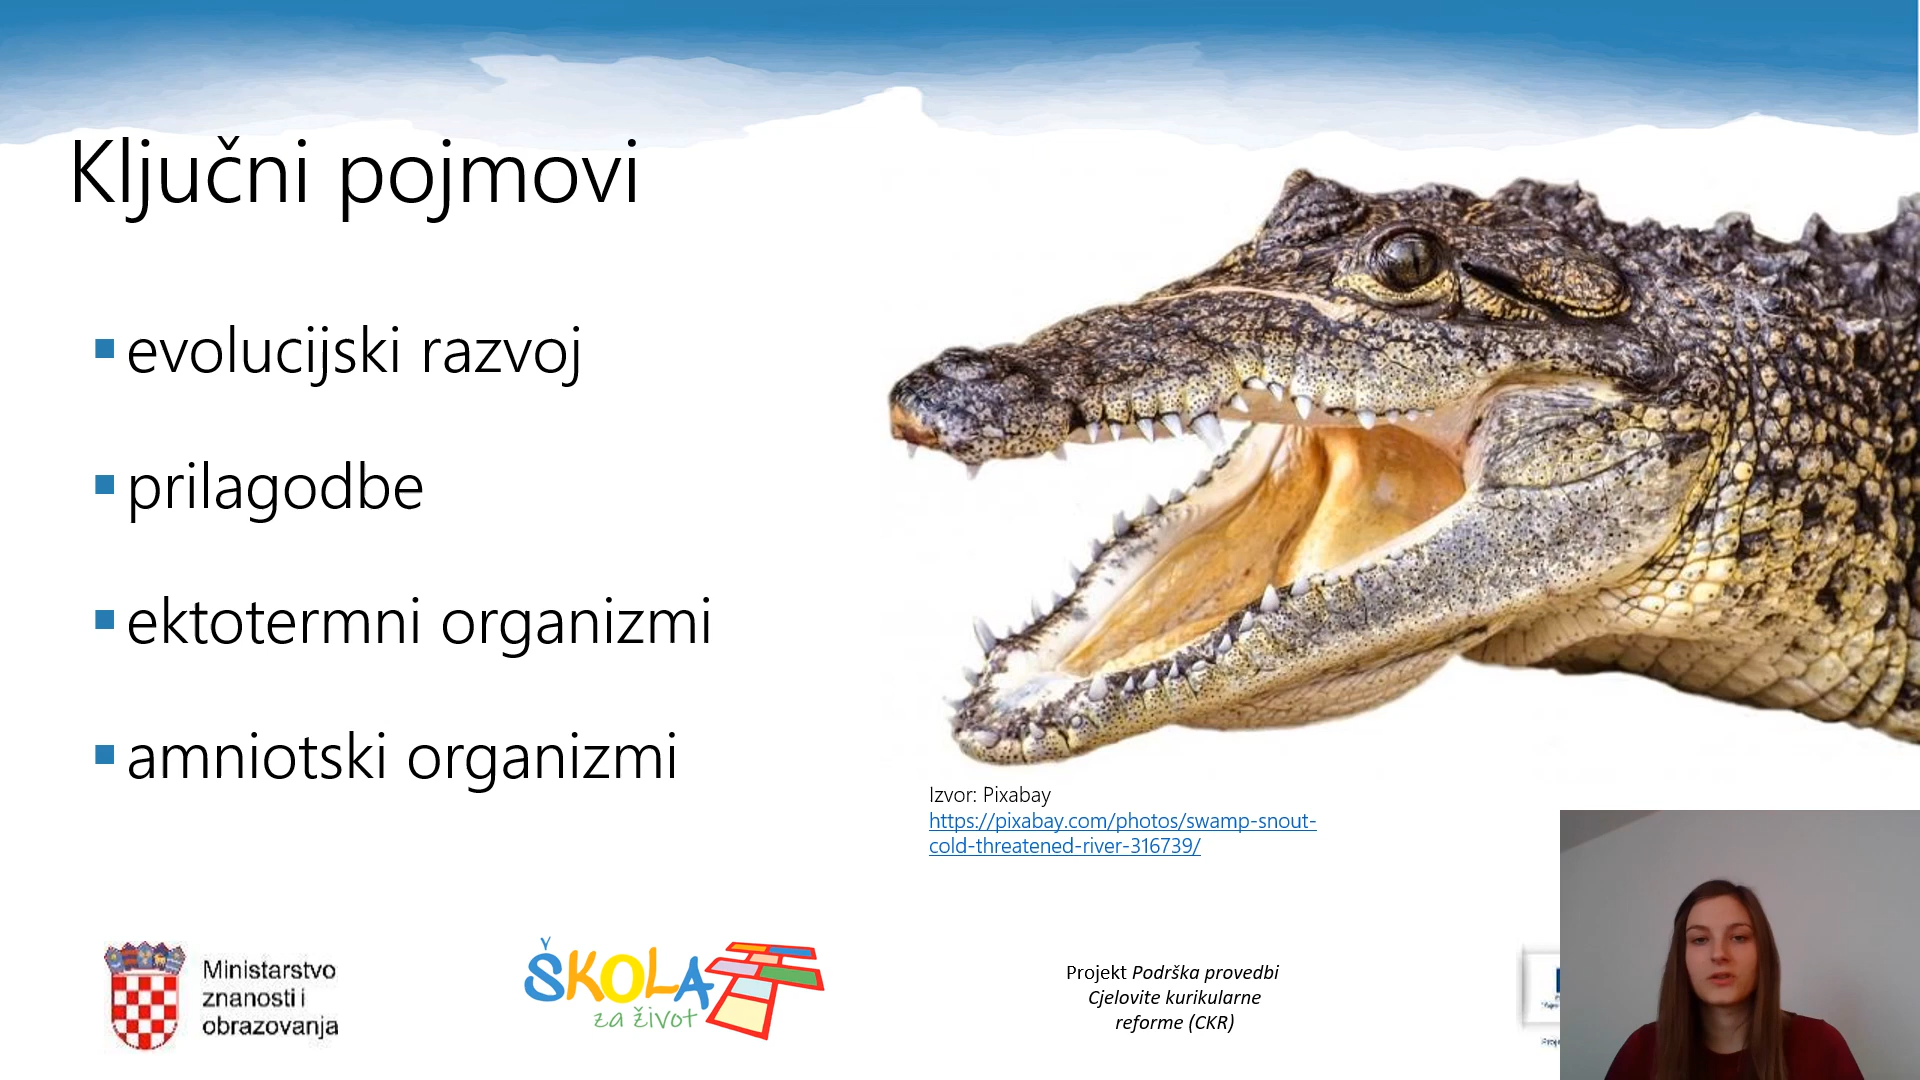 Ključni pojmovi
evolucijski razvoj
prilagodbe
ektotermni organizmi
amniotski organizmi
Izvor: Pixabay
https://pixabay.com/photos/swamp-snout-
cold-threatened-river-316739/
Ministarstvo
znanosti i
obrazovanja
ŠKOLA
za život
Projekt Podrška provedbi
Cjelovite kurikularne
reforme (CKR)